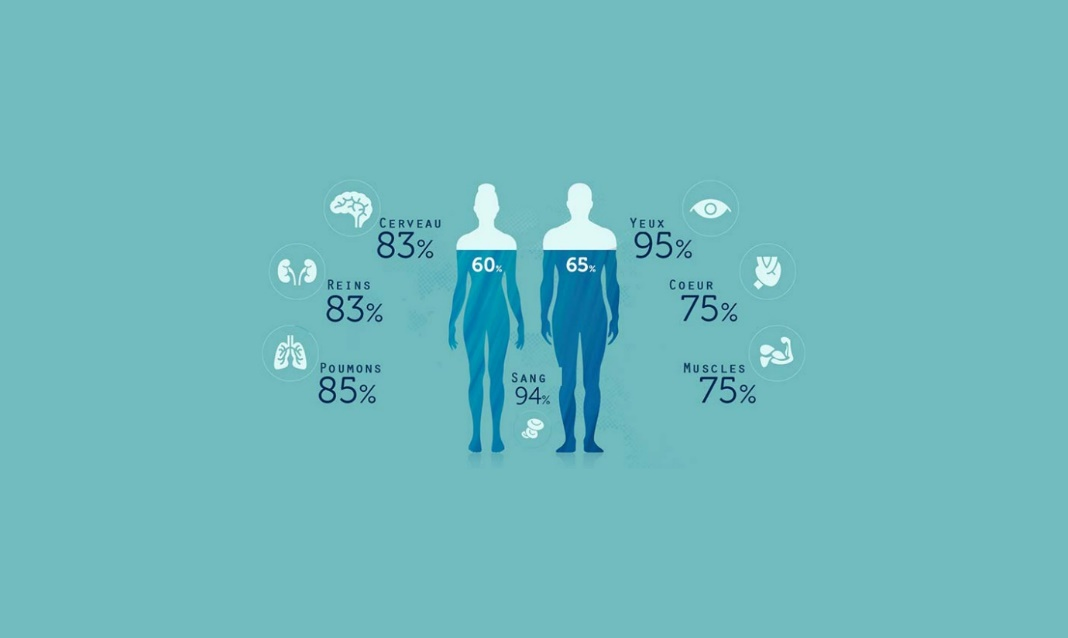 Cerveau
83%
Reins
83%
Poumons
85%
60%
65%
Sang
94%
Yeux
95%
Coeur
75%
Muscles
75%